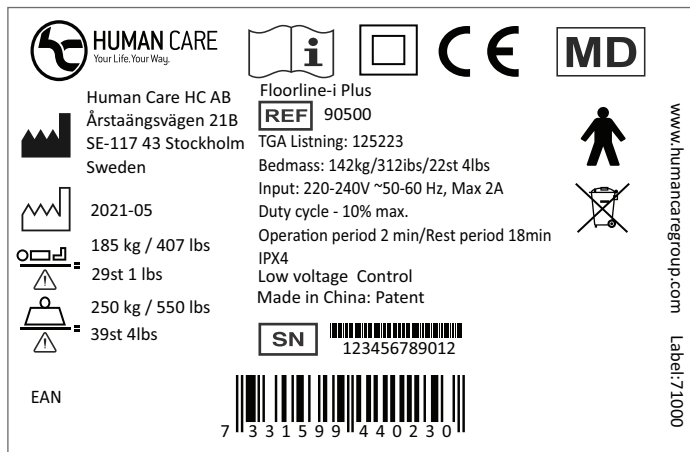 HUMAN CARE
Your Life. Your Way.
i
CE
MD
Human Care HC AB
Årstaängsvägen 21B
SE-117 43 Stockholm
Sweden
2021-05
185 kg / 407 lbs
=
29st 1 lbs
250 kg / 550 lbs
=
39st 4lbs
EAN
Floorline-i Plus
REF 90500
TGA Listning: 125223
Bedmass: 142kg/312ibs/22st 4lbs
Input: 220-240V ~50-60 Hz, Max 2A
Duty cycle - 10% max.
Operation period 2 min/Rest period 18min
IPX4
Low voltage Control
Made in China: Patent
SN
123456789012
7 331599 440230
www.humancaregroup.com Label:71000